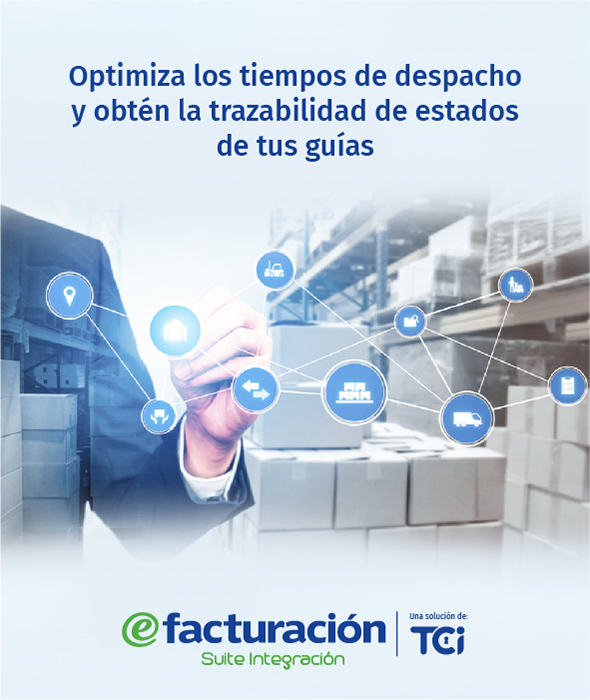 Optimiza los tiempos de despacho
y obtén la trazabilidad de estados
de tus guías
efacturación
Suite Integración
Una solución de:
TCi